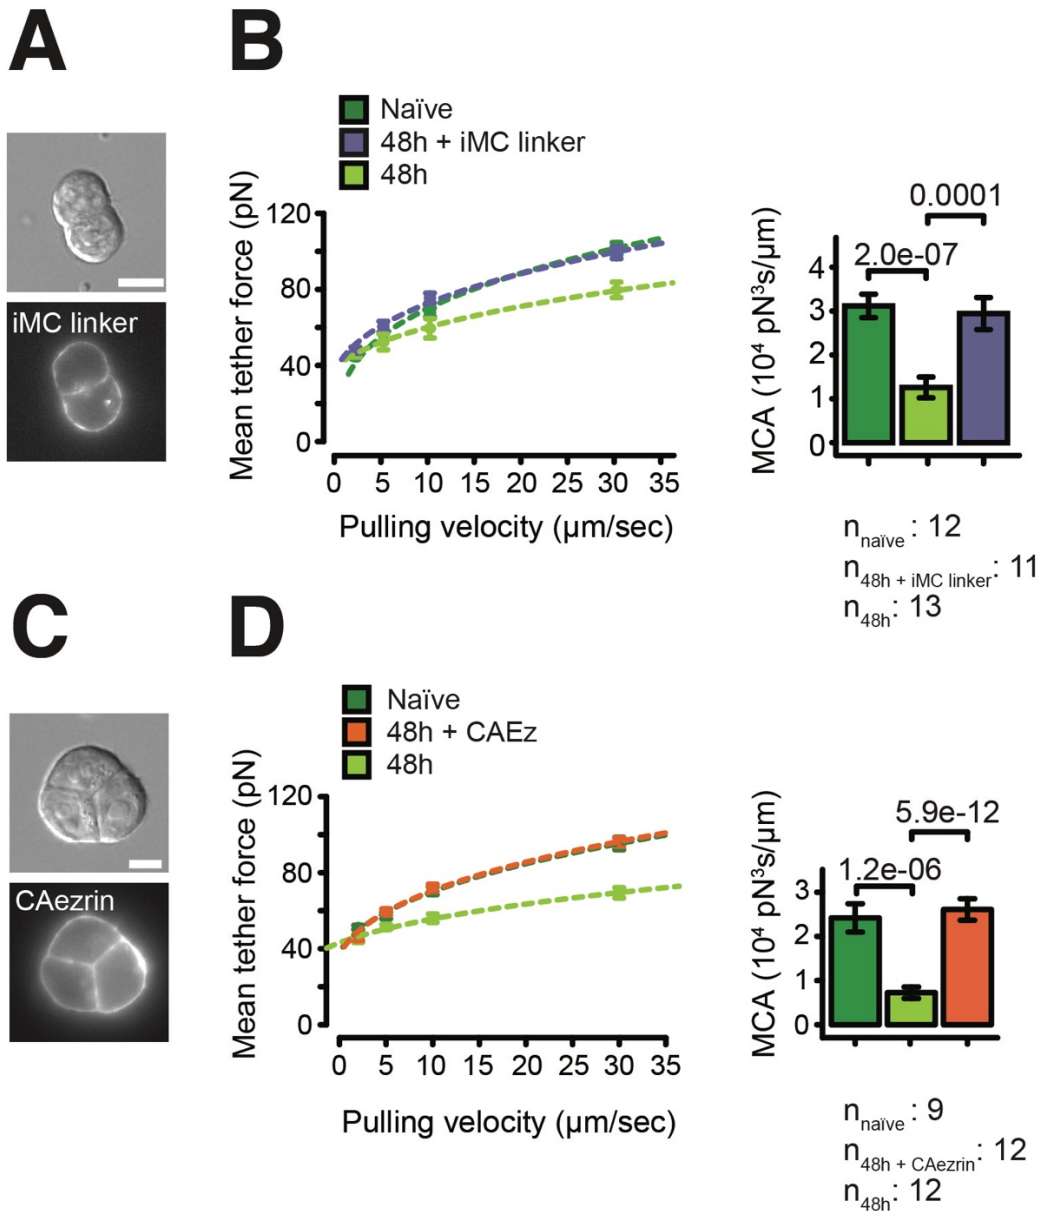 A
B
iMC linker
Naïve
48h + iMC linker
48h
Mean tether force (pN)
120
80
40
0
0 5 10 15 20 25 30 35
Pulling velocity (µm/sec)
0.0001
2.0e-07
MCA (10⁴ pN³s/µm)
4
3
2
1
0
nnaïve : 12
n48h + iMC linker: 11
n48h: 13
C
D
CAezrin
Naïve
48h + CAEz
48h
Mean tether force (pN)
120
80
40
0
0 5 10 15 20 25 30 35
Pulling velocity (µm/sec)
5.9e-12
1.2e-06
MCA (10⁴ pN³s/µm)
3
2
1
0
nnaïve : 9
n48h + CAezrin: 12
n48h: 12